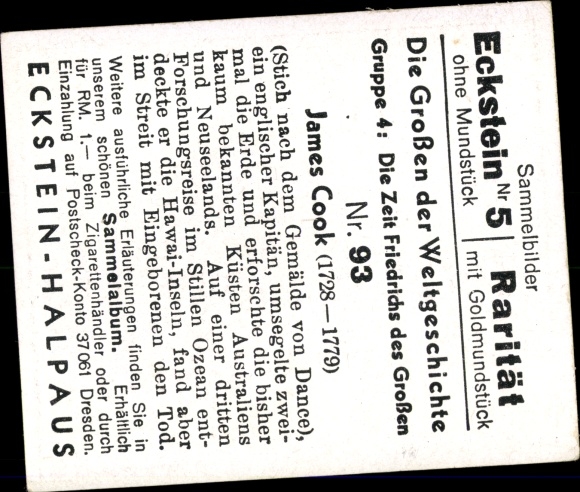 Sammelbilder
Eckstein Nr 5 | Rarität
ohne Mundstück | mit Goldmundstück
Die Großen der Weltgeschichte
Gruppe 4: Die Zeit Friedrichs des Großen
Nr. 93
James Cook (1728—1779)
(Stich nach dem Gemälde von Dance),
ein englischer Kapitän, umsegelte zwei-
mal die Erde und erforschte die bisher
kaum bekannten Küsten Australiens
und Neuseelands. Auf einer dritten
Forschungsreise im Stillen Ozean ent-
deckte er die Hawai-Inseln, fand aber
im Streit mit Eingeborenen den Tod.
Weitere ausführliche Erläuterungen finden Sie in
unserem schönen Sammelalbum. Erhältlich
für RM. 1.— beim Zigarettenhändler oder durch
Einzahlung auf Postscheck-Konto 37061 Dresden.
ECKSTEIN-HALPAUS